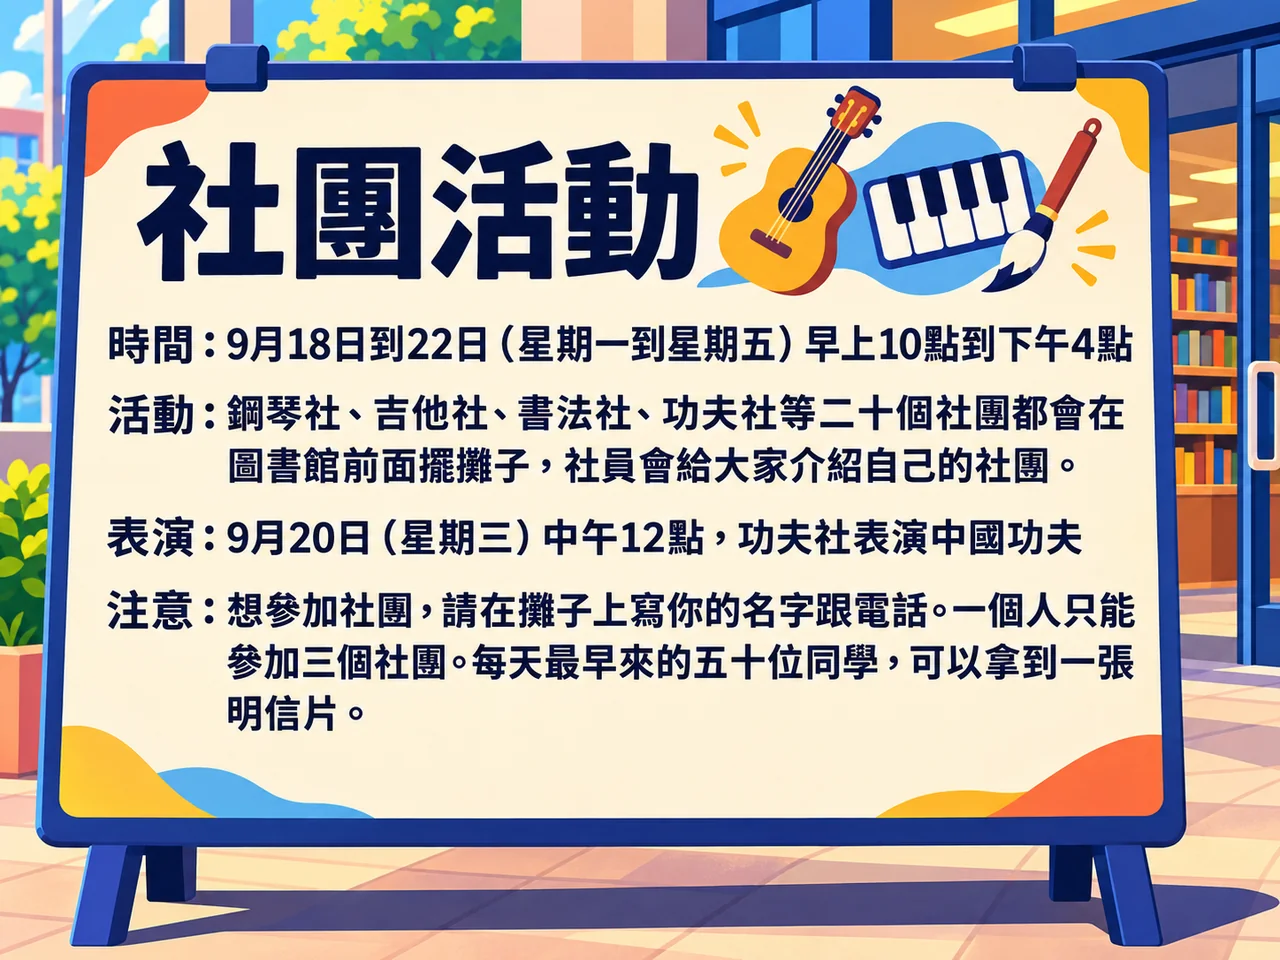 社團活動
時間：9月18日到22日（星期一到星期五）早上10點到下午4點
活動：鋼琴社、吉他社、書法社、功夫社等二十個社團都會在
圖書館前面擺攤子，社員會給大家介紹自己的社團。
表演：9月20日（星期三）中午12點，功夫社表演中國功夫
注意：想參加社團，請在攤子上寫你的名字跟電話。一個人只能
參加三個社團。每天最早來的五十位同學，可以拿到一張
明信片。